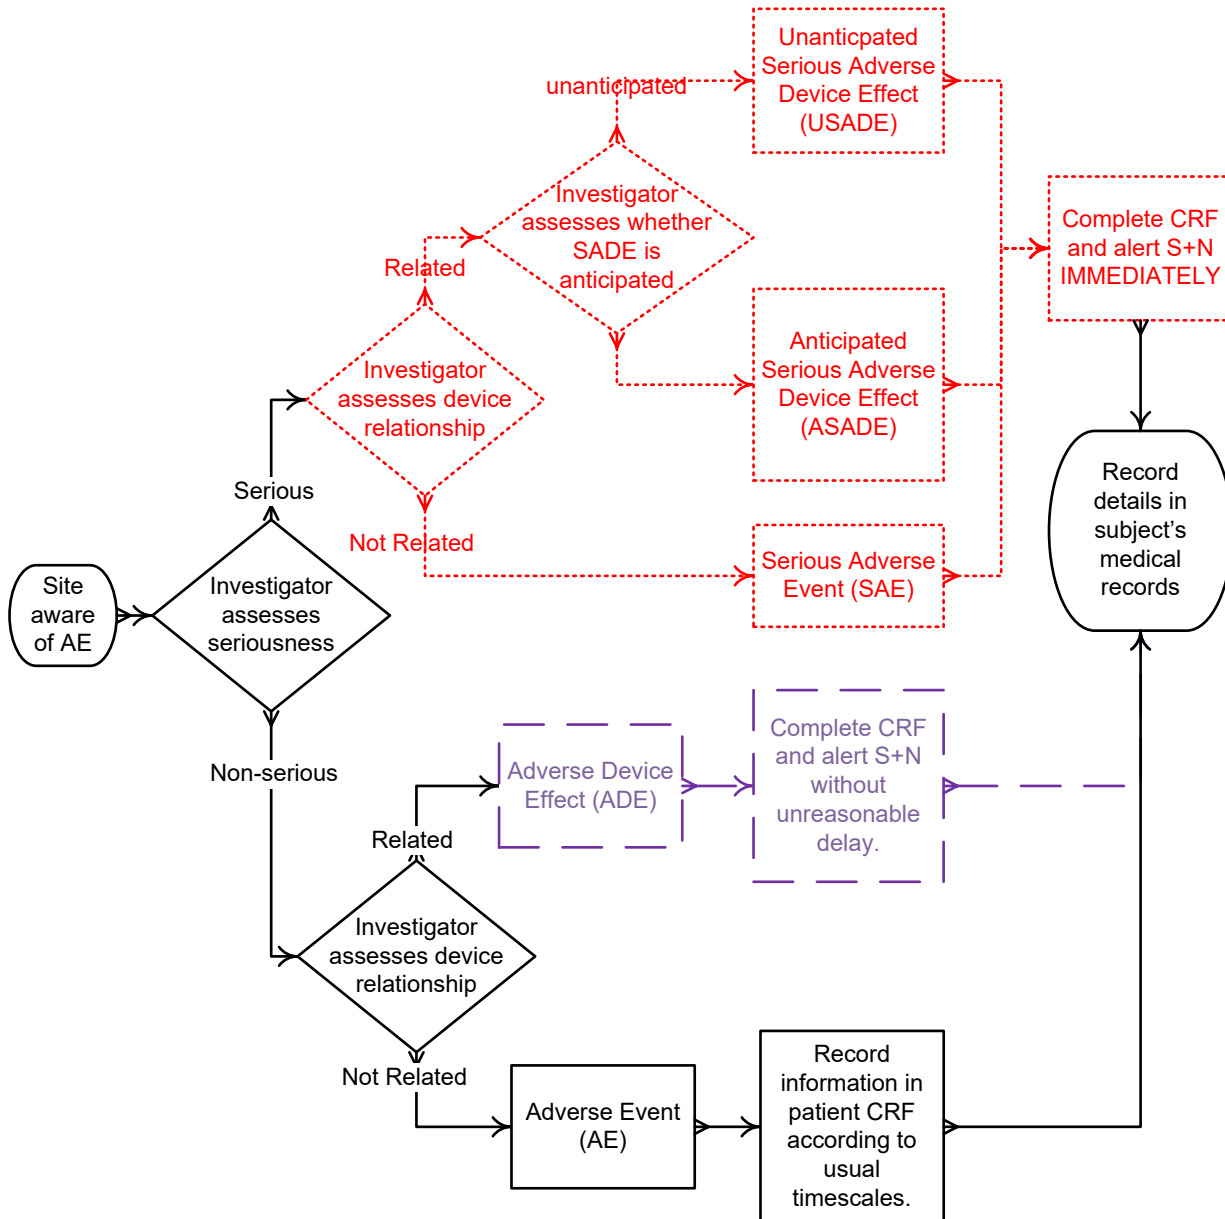 Unanticpated
Serious Adverse
Device Effect
(USADE)
unanticipated
Investigator
assesses whether
SADE is
anticipated
Complete CRF
and alert S+N
IMMEDIATELY
Related
Anticipated
Serious Adverse
Device Effect
(ASADE)
Investigator
assesses device
relationship
Serious
Not Related
Serious Adverse
Event (SAE)
Record
details in
subject’s
medical
records
Site
aware
of AE
Investigator
assesses
seriousness
Non-serious
Adverse Device
Effect (ADE)
Complete CRF
and alert S+N
without
unreasonable
delay.
Related
Investigator
assesses device
relationship
Not Related
Adverse Event
(AE)
Record
information in
patient CRF
according to
usual
timescales.